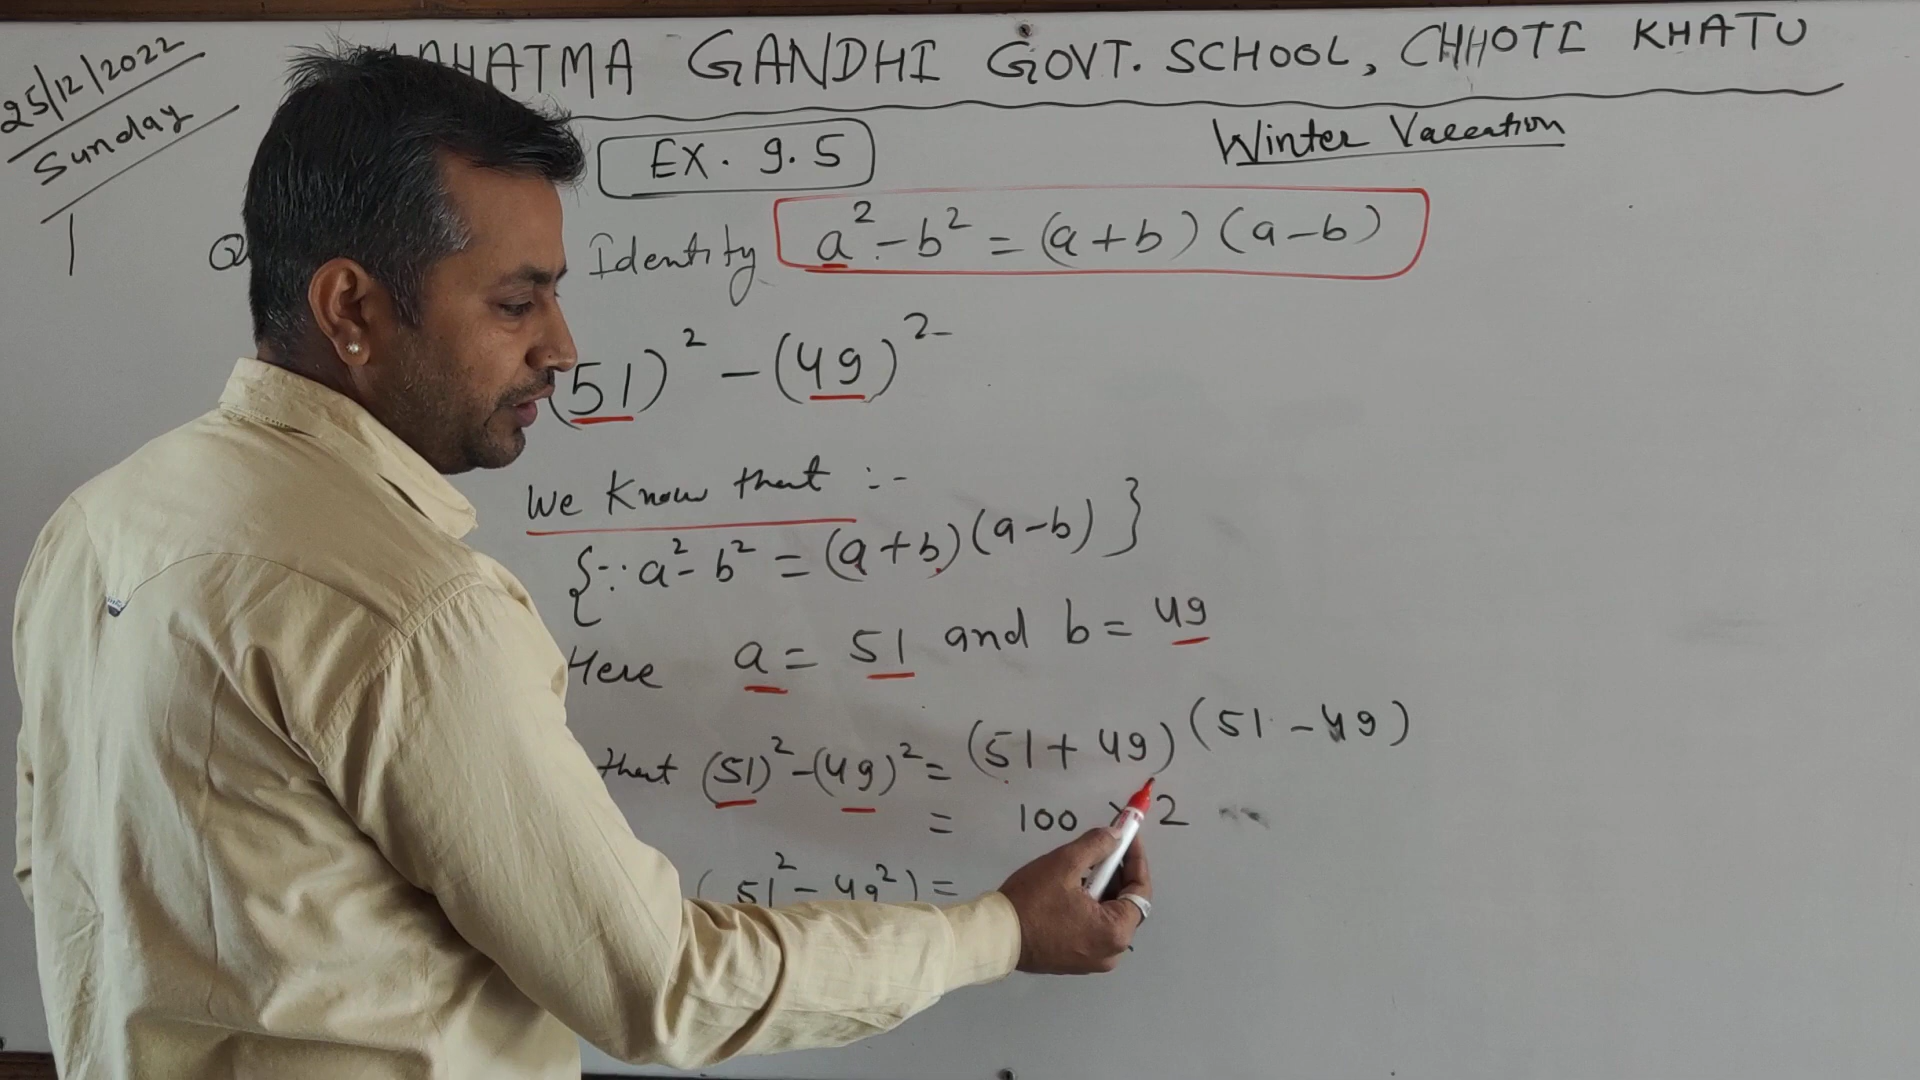 25/12/2022
Sunday
MAHATMA GANDHI GOVT. SCHOOL, CHHOTI KHATU
EX. 9.5
Winter Vacation
Q Identity a² - b² = (a+b) (a-b)
(51)² - (49)²
We Know that :-
{∵ a² - b² = (a+b) (a-b) }
Here a = 51 and b = 49
that (51)² - (49)² = (51 + 49) (51 - 49)
= 100 × 2
(51² - 49²) =